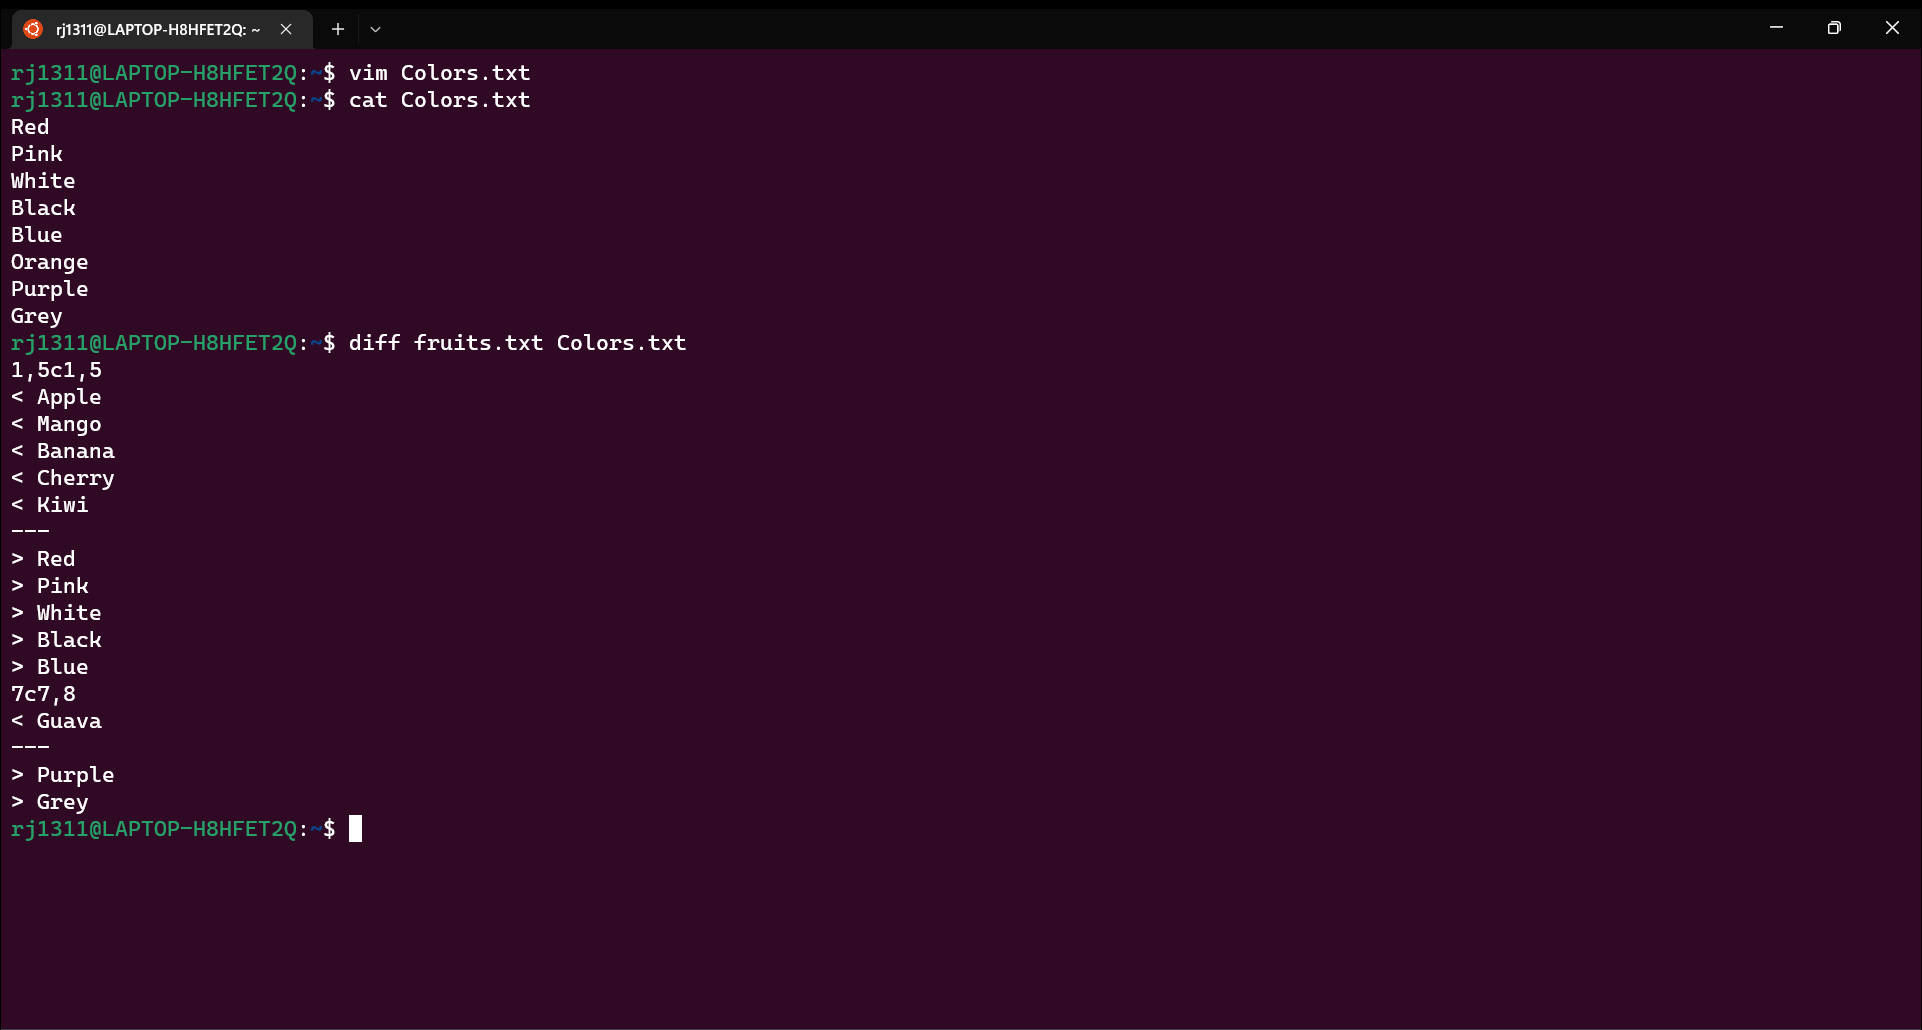 rj1311@LAPTOP-H8HFET2Q: ~
rj1311@LAPTOP-H8HFET2Q:~$ vim Colors.txt
rj1311@LAPTOP-H8HFET2Q:~$ cat Colors.txt
Red
Pink
White
Black
Blue
Orange
Purple
Grey
rj1311@LAPTOP-H8HFET2Q:~$ diff fruits.txt Colors.txt
1,5c1,5
< Apple
< Mango
< Banana
< Cherry
< Kiwi
---
> Red
> Pink
> White
> Black
> Blue
7c7,8
< Guava
---
> Purple
> Grey
rj1311@LAPTOP-H8HFET2Q:~$